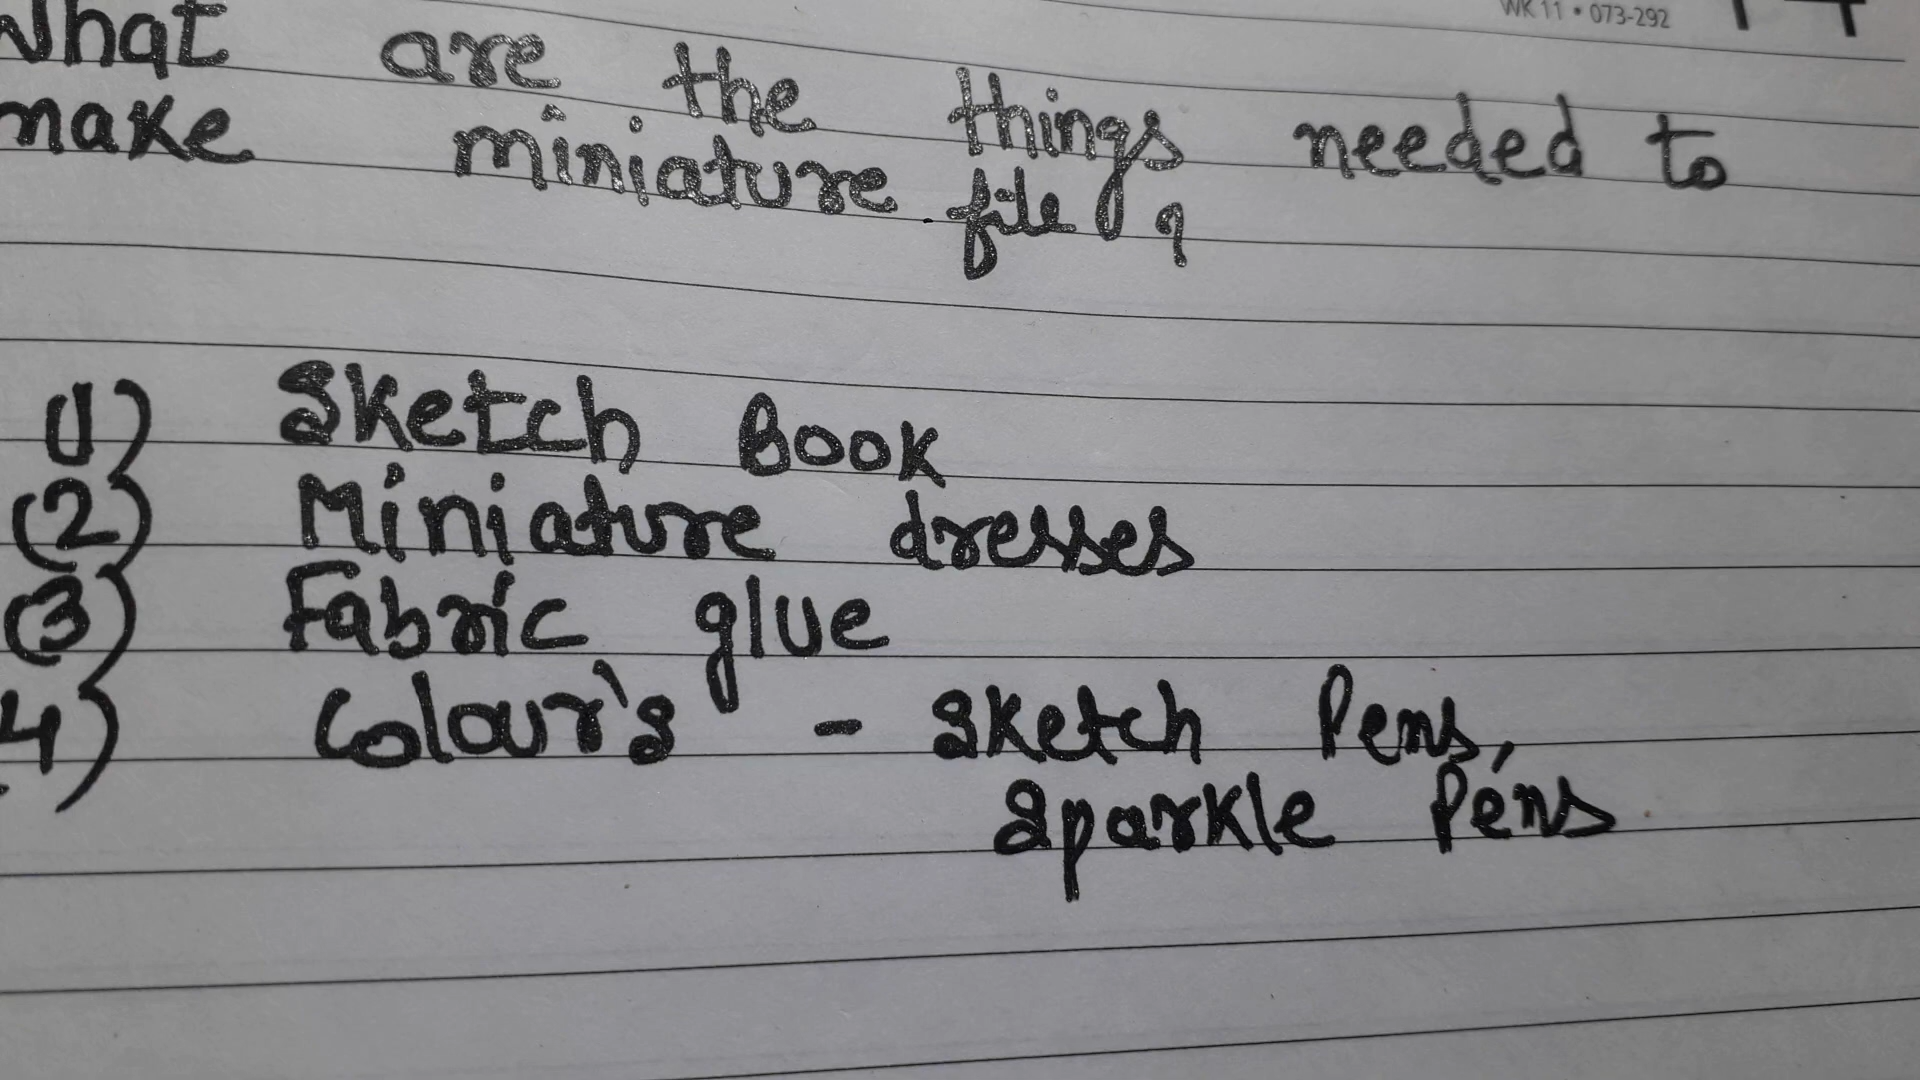 WK 11 • 073-292
What are the things needed to
make miniature file ?
1) Sketch Book
(2) Miniature dresses
(3) Fabric glue
4) Colour's - Sketch Pens,
Sparkle Pens